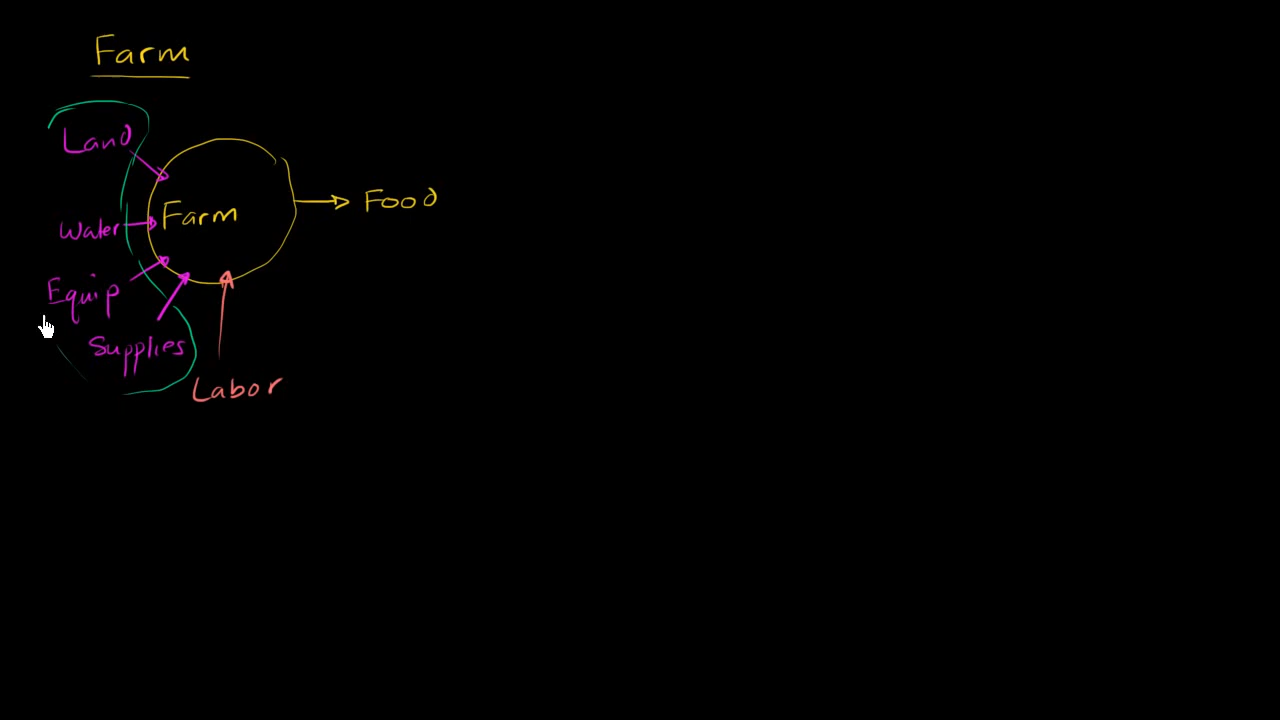 Farm
Land
Farm
Food
Water
Equip
Supplies
Labor